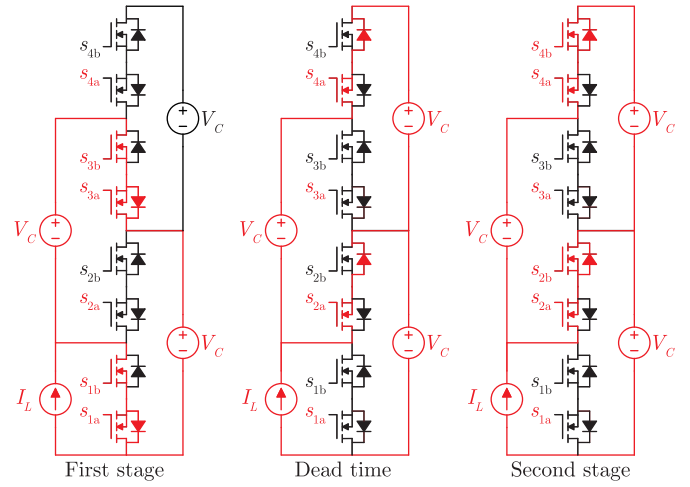 s4b
s4a
+
− VC
s3b
s3a
+
− VC
s2b
s2a
+
− VC
s1b
IL
s1a
First stage
s4b
s4a
+
− VC
s3b
s3a
+
− VC
s2b
s2a
+
− VC
s1b
IL
s1a
Dead time
s4b
s4a
+
− VC
s3b
s3a
+
− VC
s2b
s2a
+
− VC
s1b
IL
s1a
Second stage